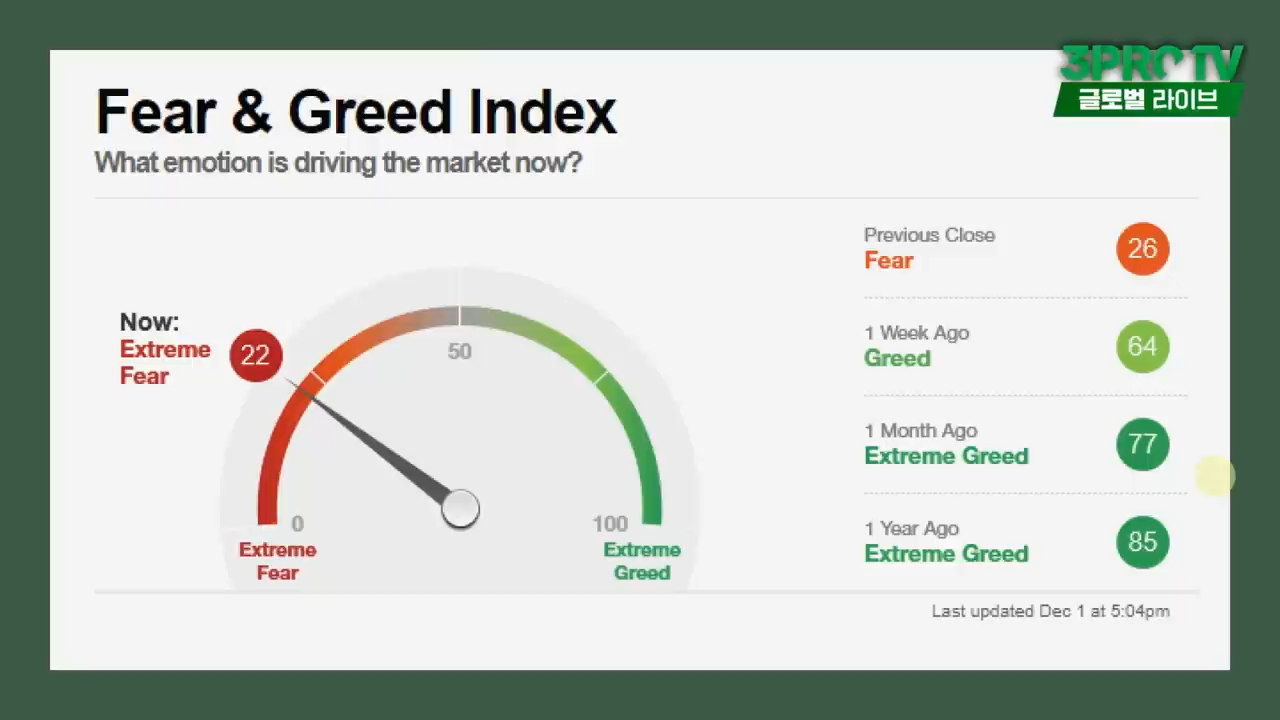 3PRO TV
글로벌 라이브
Fear & Greed Index
What emotion is driving the market now?
Now:
Extreme
Fear
22
50
0
100
Extreme
Fear
Extreme
Greed
Previous Close
Fear
26
1 Week Ago
Greed
64
1 Month Ago
Extreme Greed
77
1 Year Ago
Extreme Greed
85
Last updated Dec 1 at 5:04pm